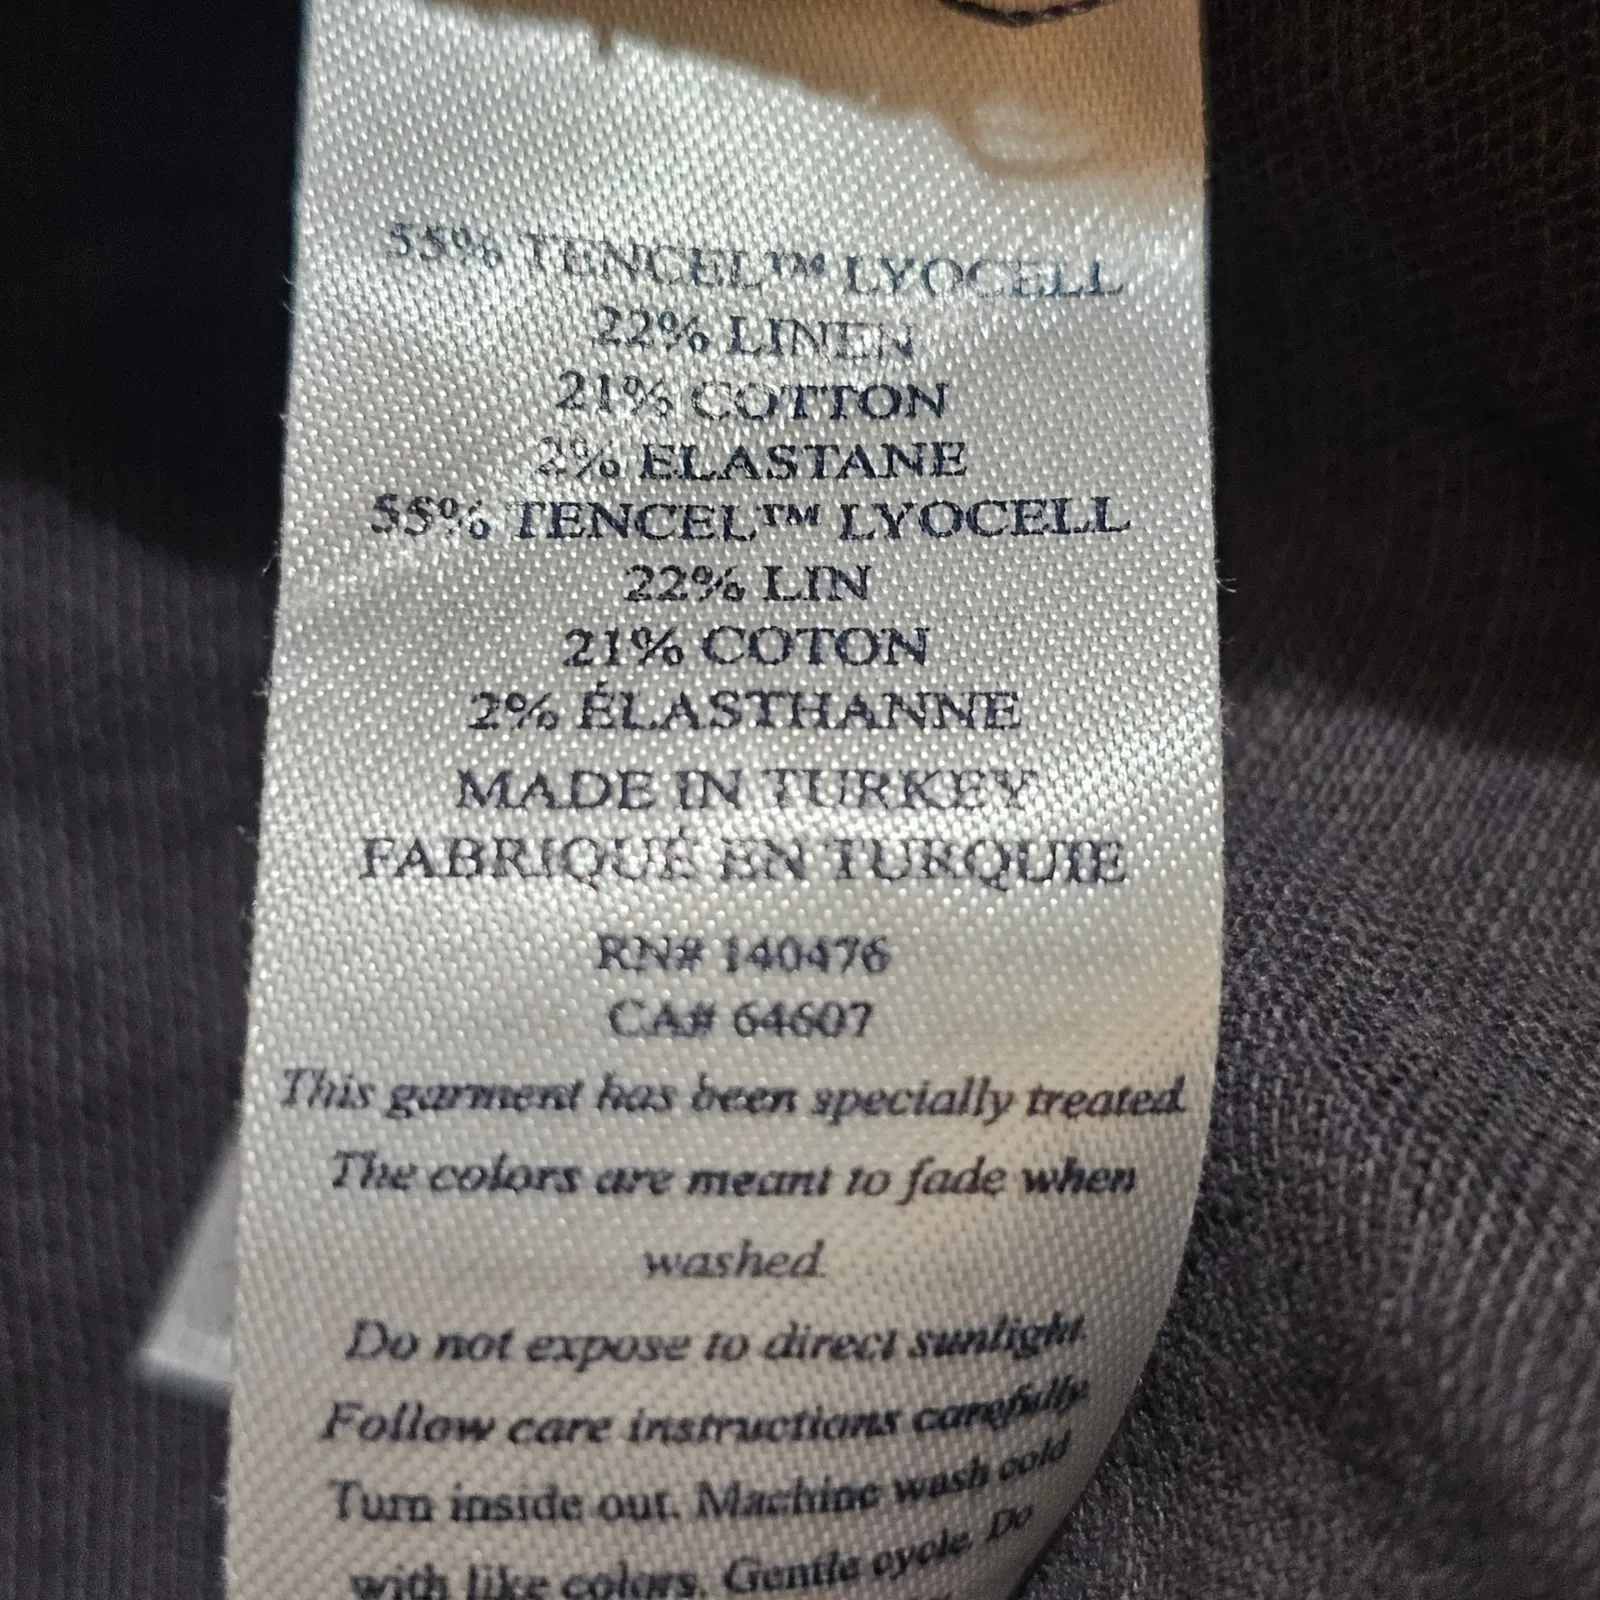 55% TENCEL™ LYOCELL
22% LINEN
21% COTTON
2% ELASTANE
55% TENCEL™ LYOCELL
22% LIN
21% COTON
2% ÉLASTHANNE
MADE IN TURKEY
FABRIQUÉ EN TURQUIE
RN# 140476
CA# 64607
This garment has been specially treated.
The colors are meant to fade when
washed.
Do not expose to direct sunlight.
Follow care instructions carefully.
Turn inside out. Machine wash cold
with like colors. Gentle cycle. Do